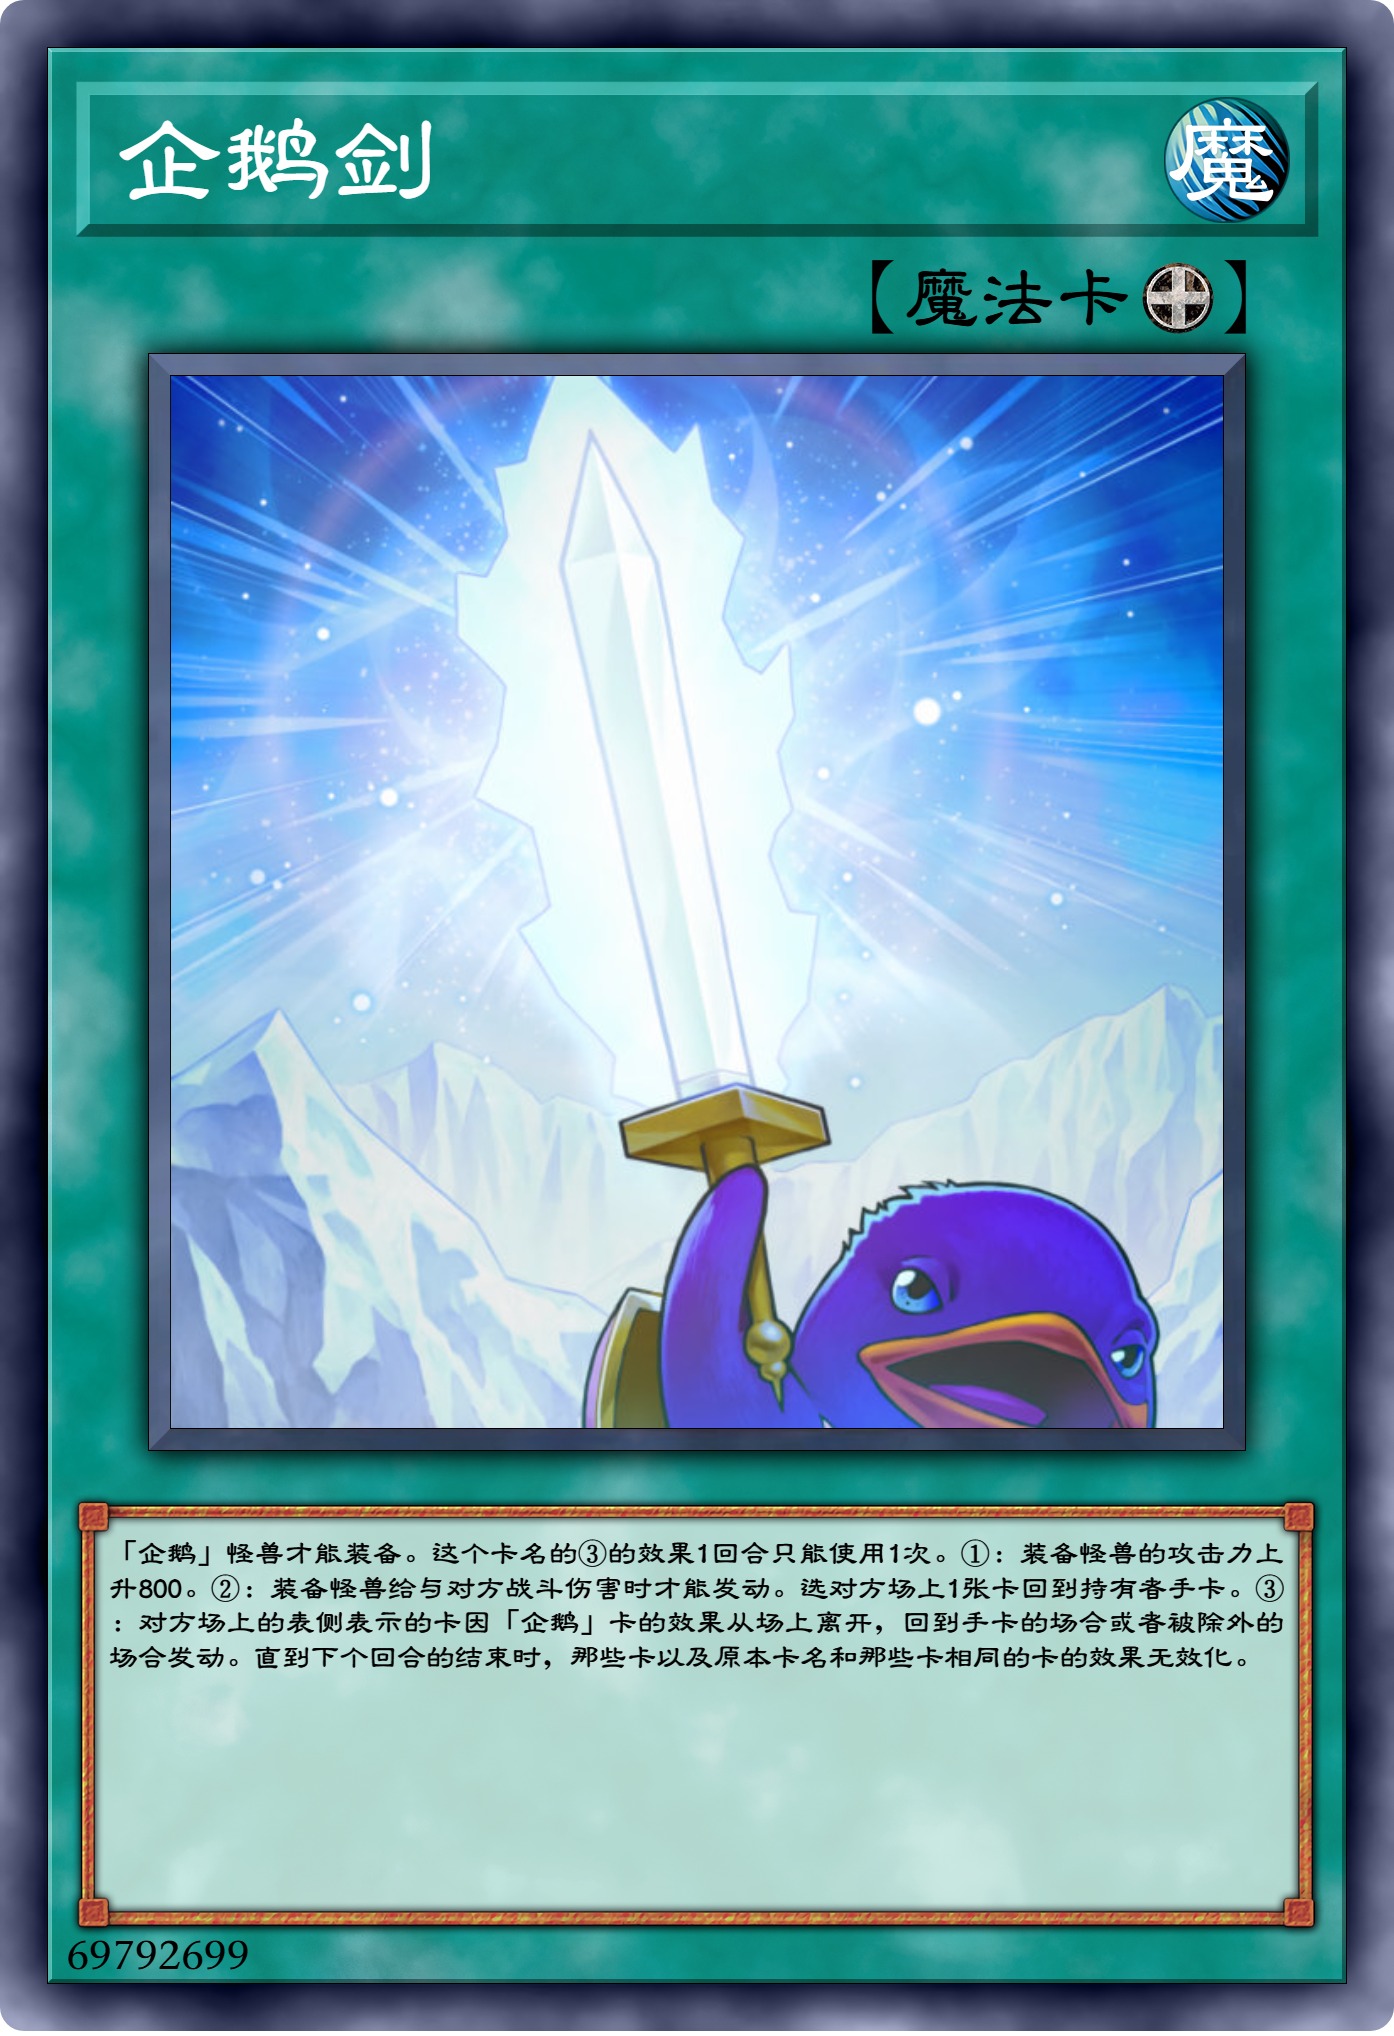 企鹅剑
魔
【魔法卡】
「企鹅」怪兽才能装备。这个卡名的③的效果1回合只能使用1次。①：装备怪兽的攻击力上
升800。②：装备怪兽给与对方战斗伤害时才能发动。选对方场上1张卡回到持有者手卡。③
：对方场上的表侧表示的卡因「企鹅」卡的效果从场上离开，回到手卡的场合或者被除外的
场合发动。直到下个回合的结束时，那些卡以及原本卡名和那些卡相同的卡的效果无效化。
69792699